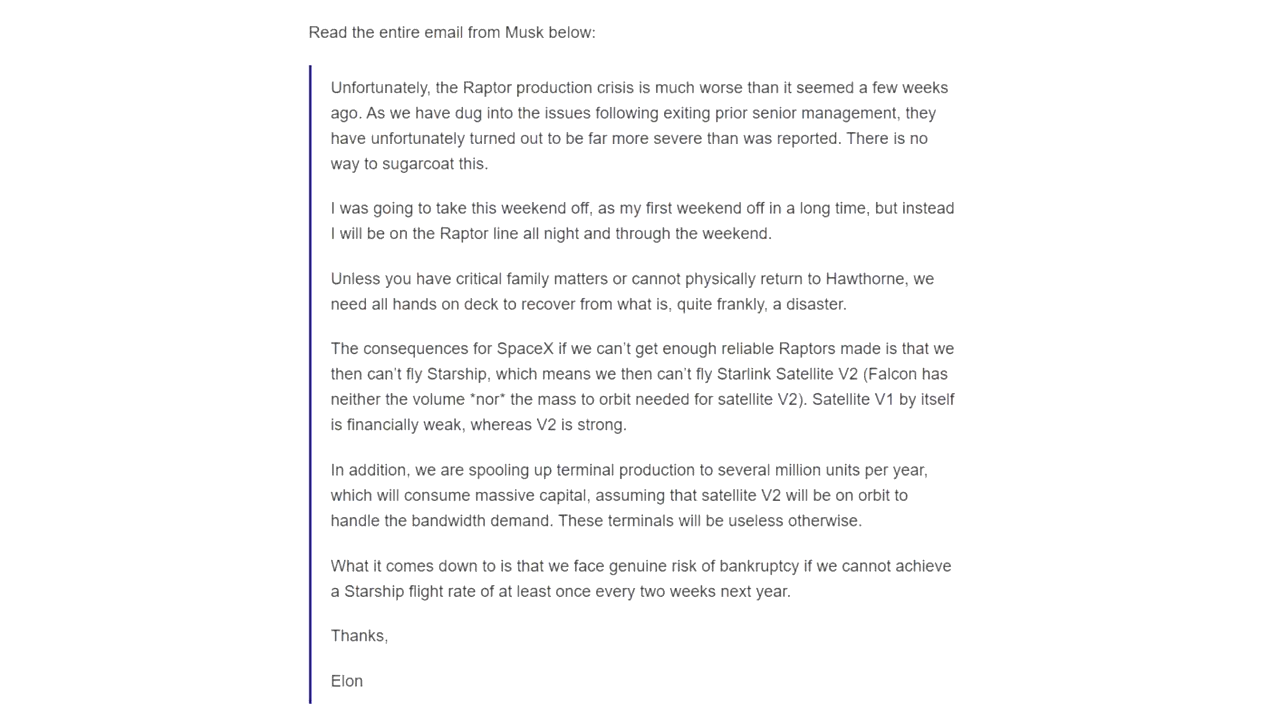 Read the entire email from Musk below:
Unfortunately, the Raptor production crisis is much worse than it seemed a few weeks
ago. As we have dug into the issues following exiting prior senior management, they
have unfortunately turned out to be far more severe than was reported. There is no
way to sugarcoat this.
I was going to take this weekend off, as my first weekend off in a long time, but instead
I will be on the Raptor line all night and through the weekend.
Unless you have critical family matters or cannot physically return to Hawthorne, we
need all hands on deck to recover from what is, quite frankly, a disaster.
The consequences for SpaceX if we can’t get enough reliable Raptors made is that we
then can’t fly Starship, which means we then can’t fly Starlink Satellite V2 (Falcon has
neither the volume *nor* the mass to orbit needed for satellite V2). Satellite V1 by itself
is financially weak, whereas V2 is strong.
In addition, we are spooling up terminal production to several million units per year,
which will consume massive capital, assuming that satellite V2 will be on orbit to
handle the bandwidth demand. These terminals will be useless otherwise.
What it comes down to is that we face genuine risk of bankruptcy if we cannot achieve
a Starship flight rate of at least once every two weeks next year.
Thanks,
Elon